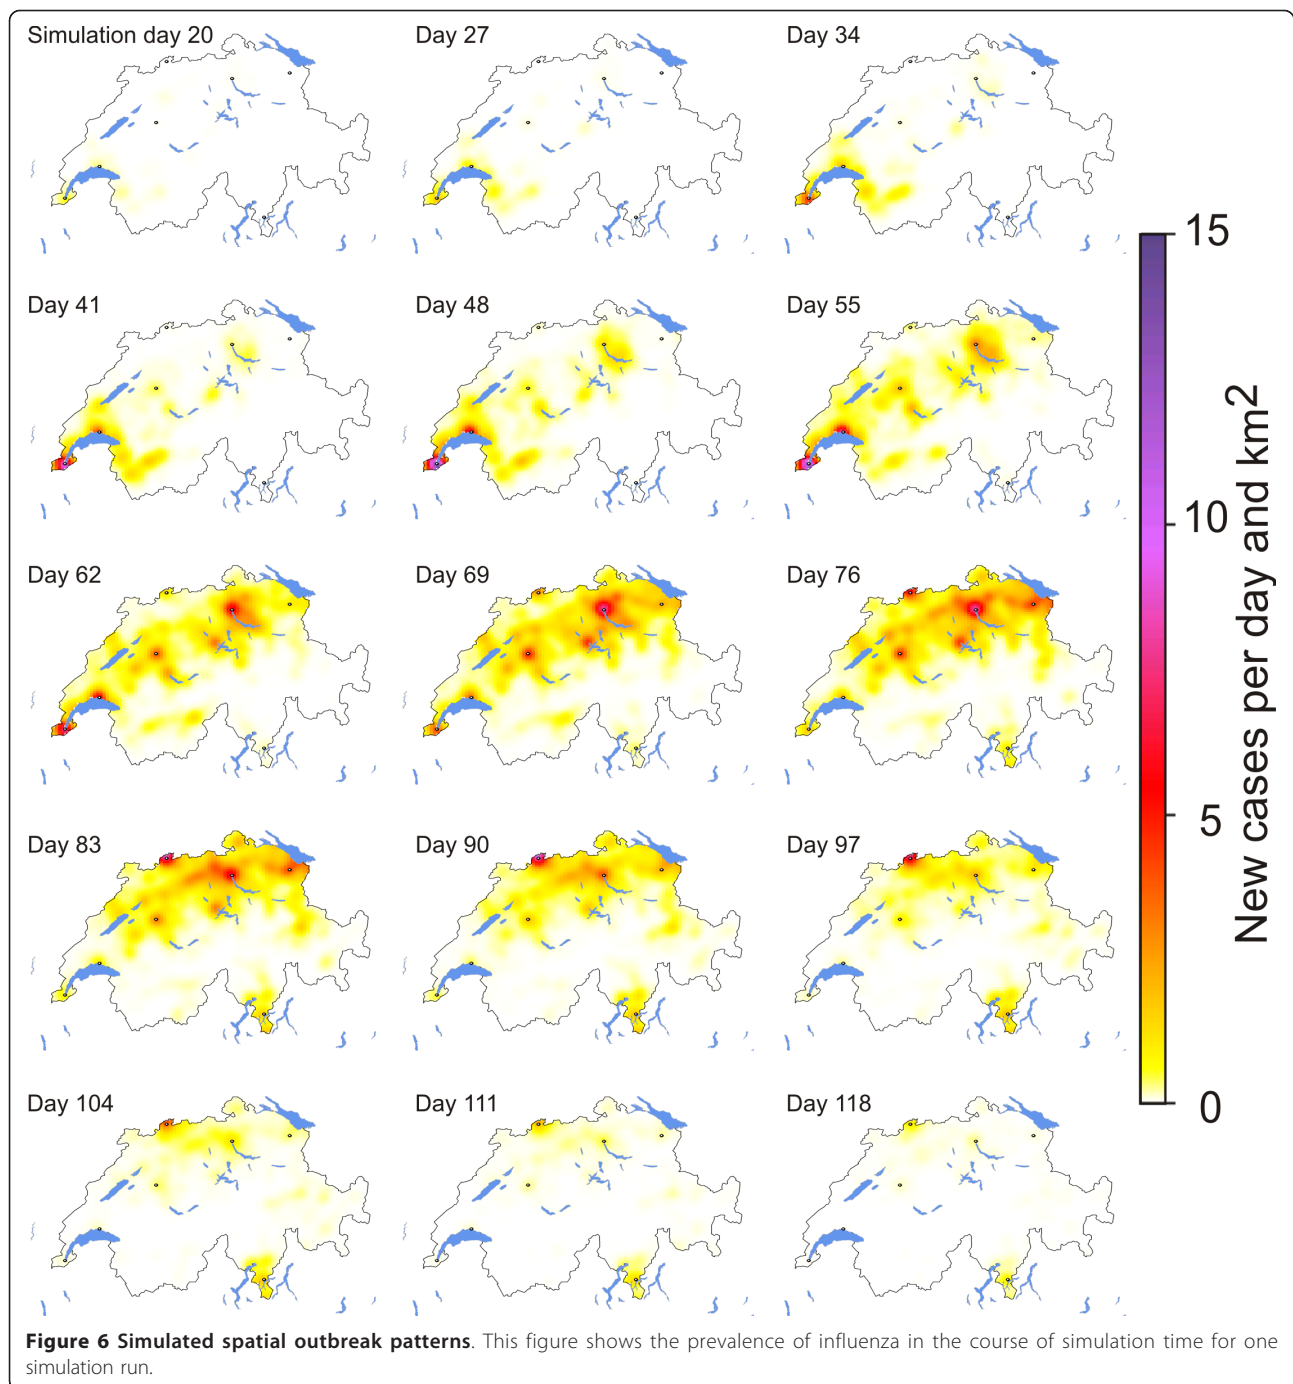 Simulation day 20
Day 27
Day 34
Day 41
Day 48
Day 55
Day 62
Day 69
Day 76
Day 83
Day 90
Day 97
Day 104
Day 111
Day 118
15
10
5
0
New cases per day and km2
Figure 6 Simulated spatial outbreak patterns. This figure shows the prevalence of influenza in the course of simulation time for one
simulation run.